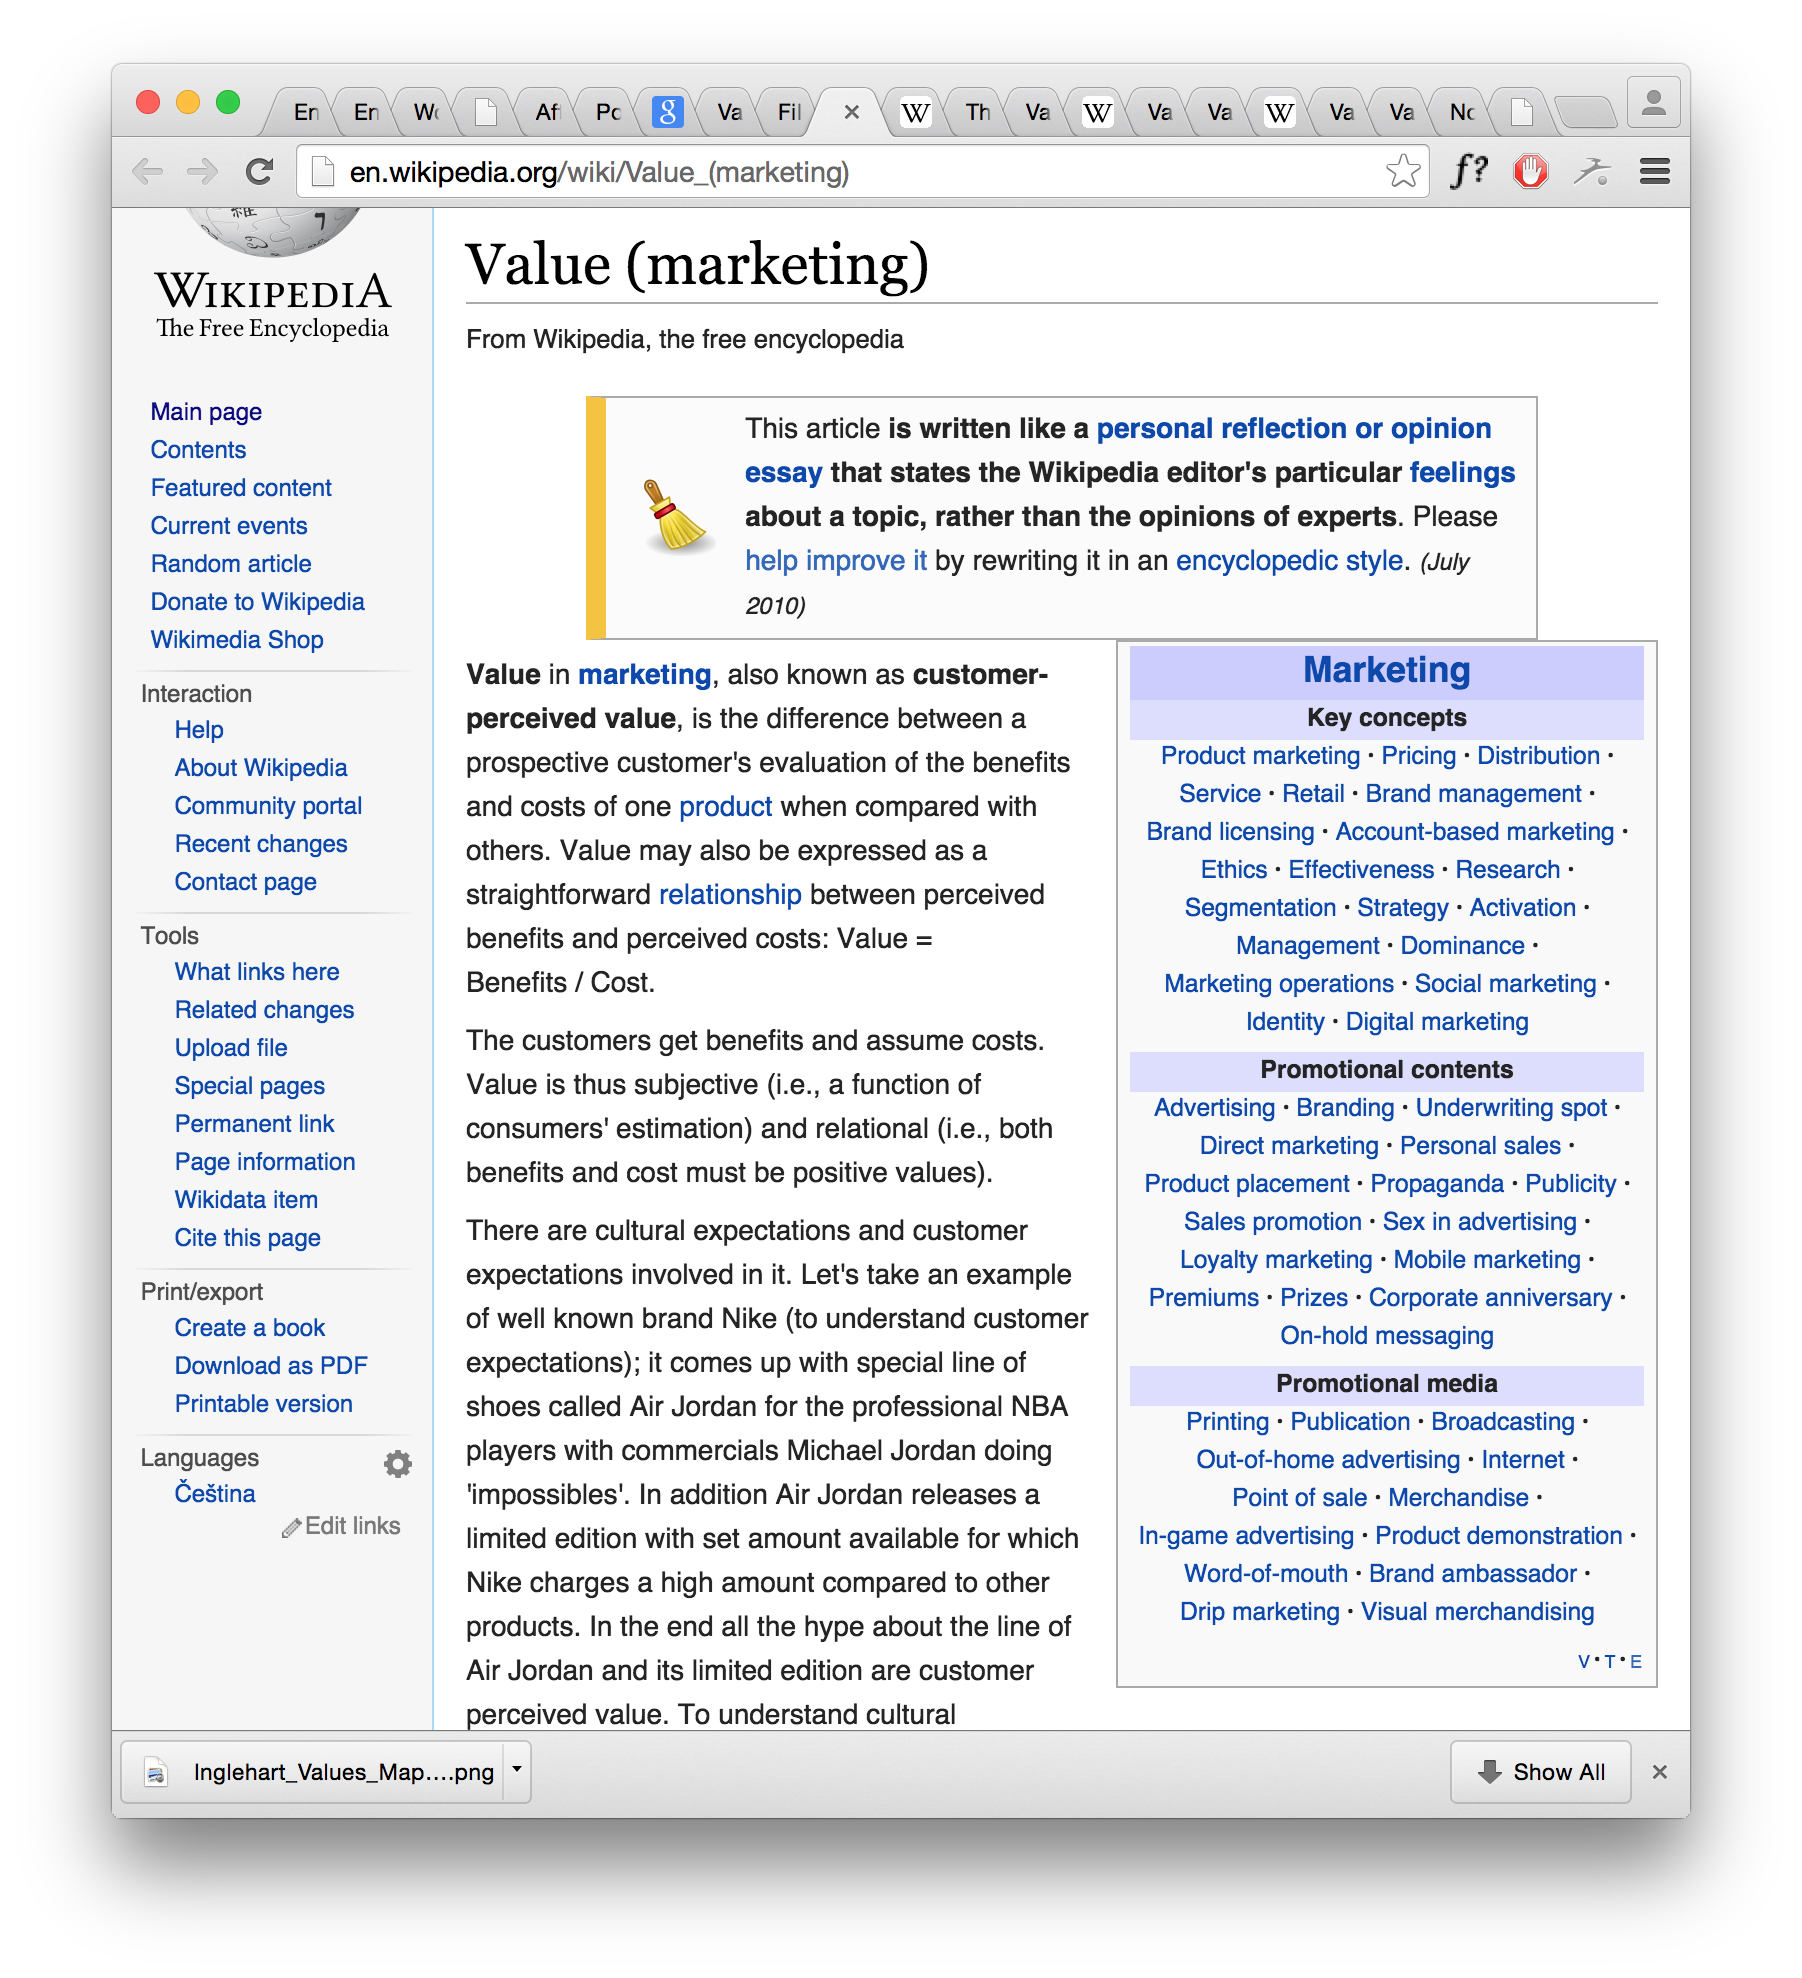 En
En
Wo
Af
Po
g
Va
Fil
W
Th
Va
W
Va
Va
W
Va
Va
No
en.wikipedia.org/wiki/Value_(marketing)
f?
維
7
WIKIPEDIA
The Free Encyclopedia
Main page
Contents
Featured content
Current events
Random article
Donate to Wikipedia
Wikimedia Shop
Interaction
Help
About Wikipedia
Community portal
Recent changes
Contact page
Tools
What links here
Related changes
Upload file
Special pages
Permanent link
Page information
Wikidata item
Cite this page
Print/export
Create a book
Download as PDF
Printable version
Languages
Čeština
Edit links
Value (marketing)
From Wikipedia, the free encyclopedia
This article is written like a personal reflection or opinion
essay that states the Wikipedia editor's particular feelings
about a topic, rather than the opinions of experts. Please
help improve it by rewriting it in an encyclopedic style. (July
2010)
Value in marketing, also known as customer-
perceived value, is the difference between a
prospective customer's evaluation of the benefits
and costs of one product when compared with
others. Value may also be expressed as a
straightforward relationship between perceived
benefits and perceived costs: Value =
Benefits / Cost.
The customers get benefits and assume costs.
Value is thus subjective (i.e., a function of
consumers' estimation) and relational (i.e., both
benefits and cost must be positive values).
There are cultural expectations and customer
expectations involved in it. Let's take an example
of well known brand Nike (to understand customer
expectations); it comes up with special line of
shoes called Air Jordan for the professional NBA
players with commercials Michael Jordan doing
'impossibles'. In addition Air Jordan releases a
limited edition with set amount available for which
Nike charges a high amount compared to other
products. In the end all the hype about the line of
Air Jordan and its limited edition are customer
perceived value. To understand cultural
Marketing
Key concepts
Product marketing • Pricing • Distribution •
Service • Retail • Brand management •
Brand licensing • Account-based marketing •
Ethics • Effectiveness • Research •
Segmentation • Strategy • Activation •
Management • Dominance •
Marketing operations • Social marketing •
Identity • Digital marketing
Promotional contents
Advertising • Branding • Underwriting spot •
Direct marketing • Personal sales •
Product placement • Propaganda • Publicity •
Sales promotion • Sex in advertising •
Loyalty marketing • Mobile marketing •
Premiums • Prizes • Corporate anniversary •
On-hold messaging
Promotional media
Printing • Publication • Broadcasting •
Out-of-home advertising • Internet •
Point of sale • Merchandise •
In-game advertising • Product demonstration •
Word-of-mouth • Brand ambassador •
Drip marketing • Visual merchandising
V • T • E
Inglehart_Values_Map....png
Show All